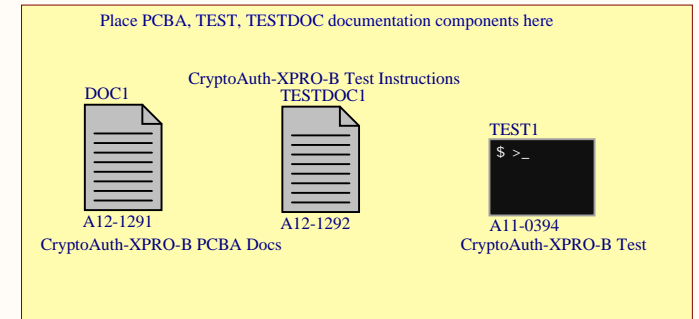 Place PCBA, TEST, TESTDOC documentation components here
CryptoAuth-XPRO-B Test Instructions
DOC1
TESTDOC1
TEST1
$ >_
A12-1291
A12-1292
A11-0394
CryptoAuth-XPRO-B PCBA Docs
CryptoAuth-XPRO-B Test